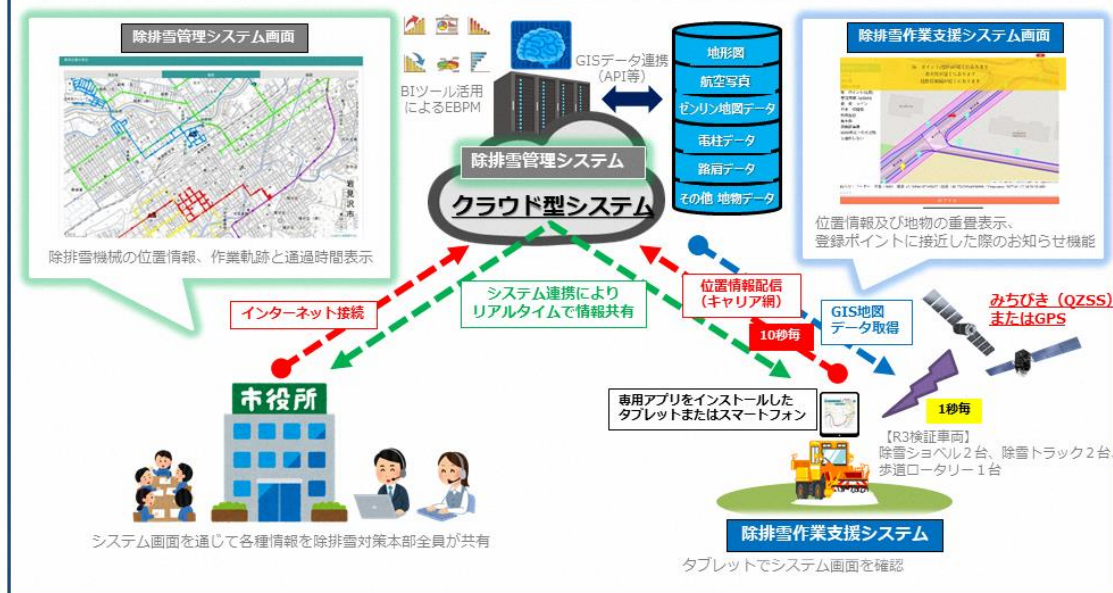 除排雪管理システム画面
除排雪機械の位置情報、作業軌跡と通過時間表示
岩見沢市
BIツール活用
によるEBPM
GISデータ連携
(API等)
地形図
航空写真
ゼンリン地図データ
電柱データ
路肩データ
その他 地物データ
除排雪管理システム
クラウド型システム
除排雪作業支援システム画面
位置情報及び地物の重畳表示、
登録ポイントに接近した際のお知らせ機能
インターネット接続
システム連携により
リアルタイムで情報共有
位置情報配信
(キャリア網)
10秒毎
GIS地図
データ取得
みちびき(QZSS)
またはGPS
1秒毎
市役所
専用アプリをインストールした
タブレットまたはスマートフォン
【R3検証車両】
除雪ショベル2台、除雪トラック2台、
歩道ロータリー1台
システム画面を通じて各種情報を除排雪対策本部全員が共有
除排雪作業支援システム
タブレットでシステム画面を確認